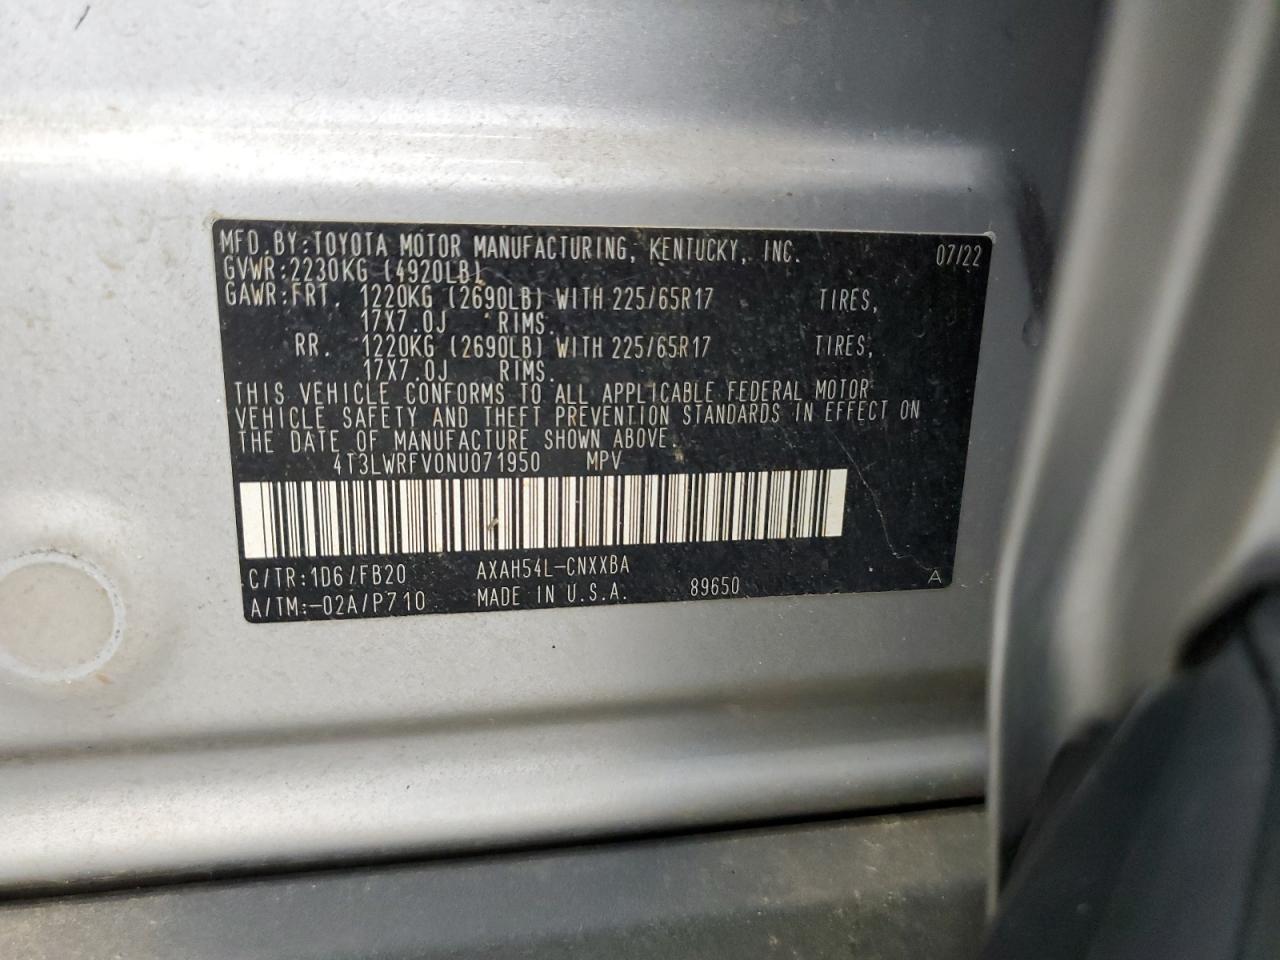 MFD.BY:TOYOTA MOTOR MANUFACTURING, KENTUCKY, INC. 07/22
GVWR:2230KG (4920LB)
GAWR:FRT. 1220KG (2690LB) WITH 225/65R17 TIRES,
17X7.0J RIMS.
RR. 1220KG (2690LB) WITH 225/65R17 TIRES,
17X7.0J RIMS.
THIS VEHICLE CONFORMS TO ALL APPLICABLE FEDERAL MOTOR
VEHICLE SAFETY AND THEFT PREVENTION STANDARDS IN EFFECT ON
THE DATE OF MANUFACTURE SHOWN ABOVE.
4T3LWRFV0NU071950 MPV
C/TR:1D6/FB20 AXAH54L-CNXXBA
A/TM:-02A/P710 MADE IN U.S.A. 89650 A